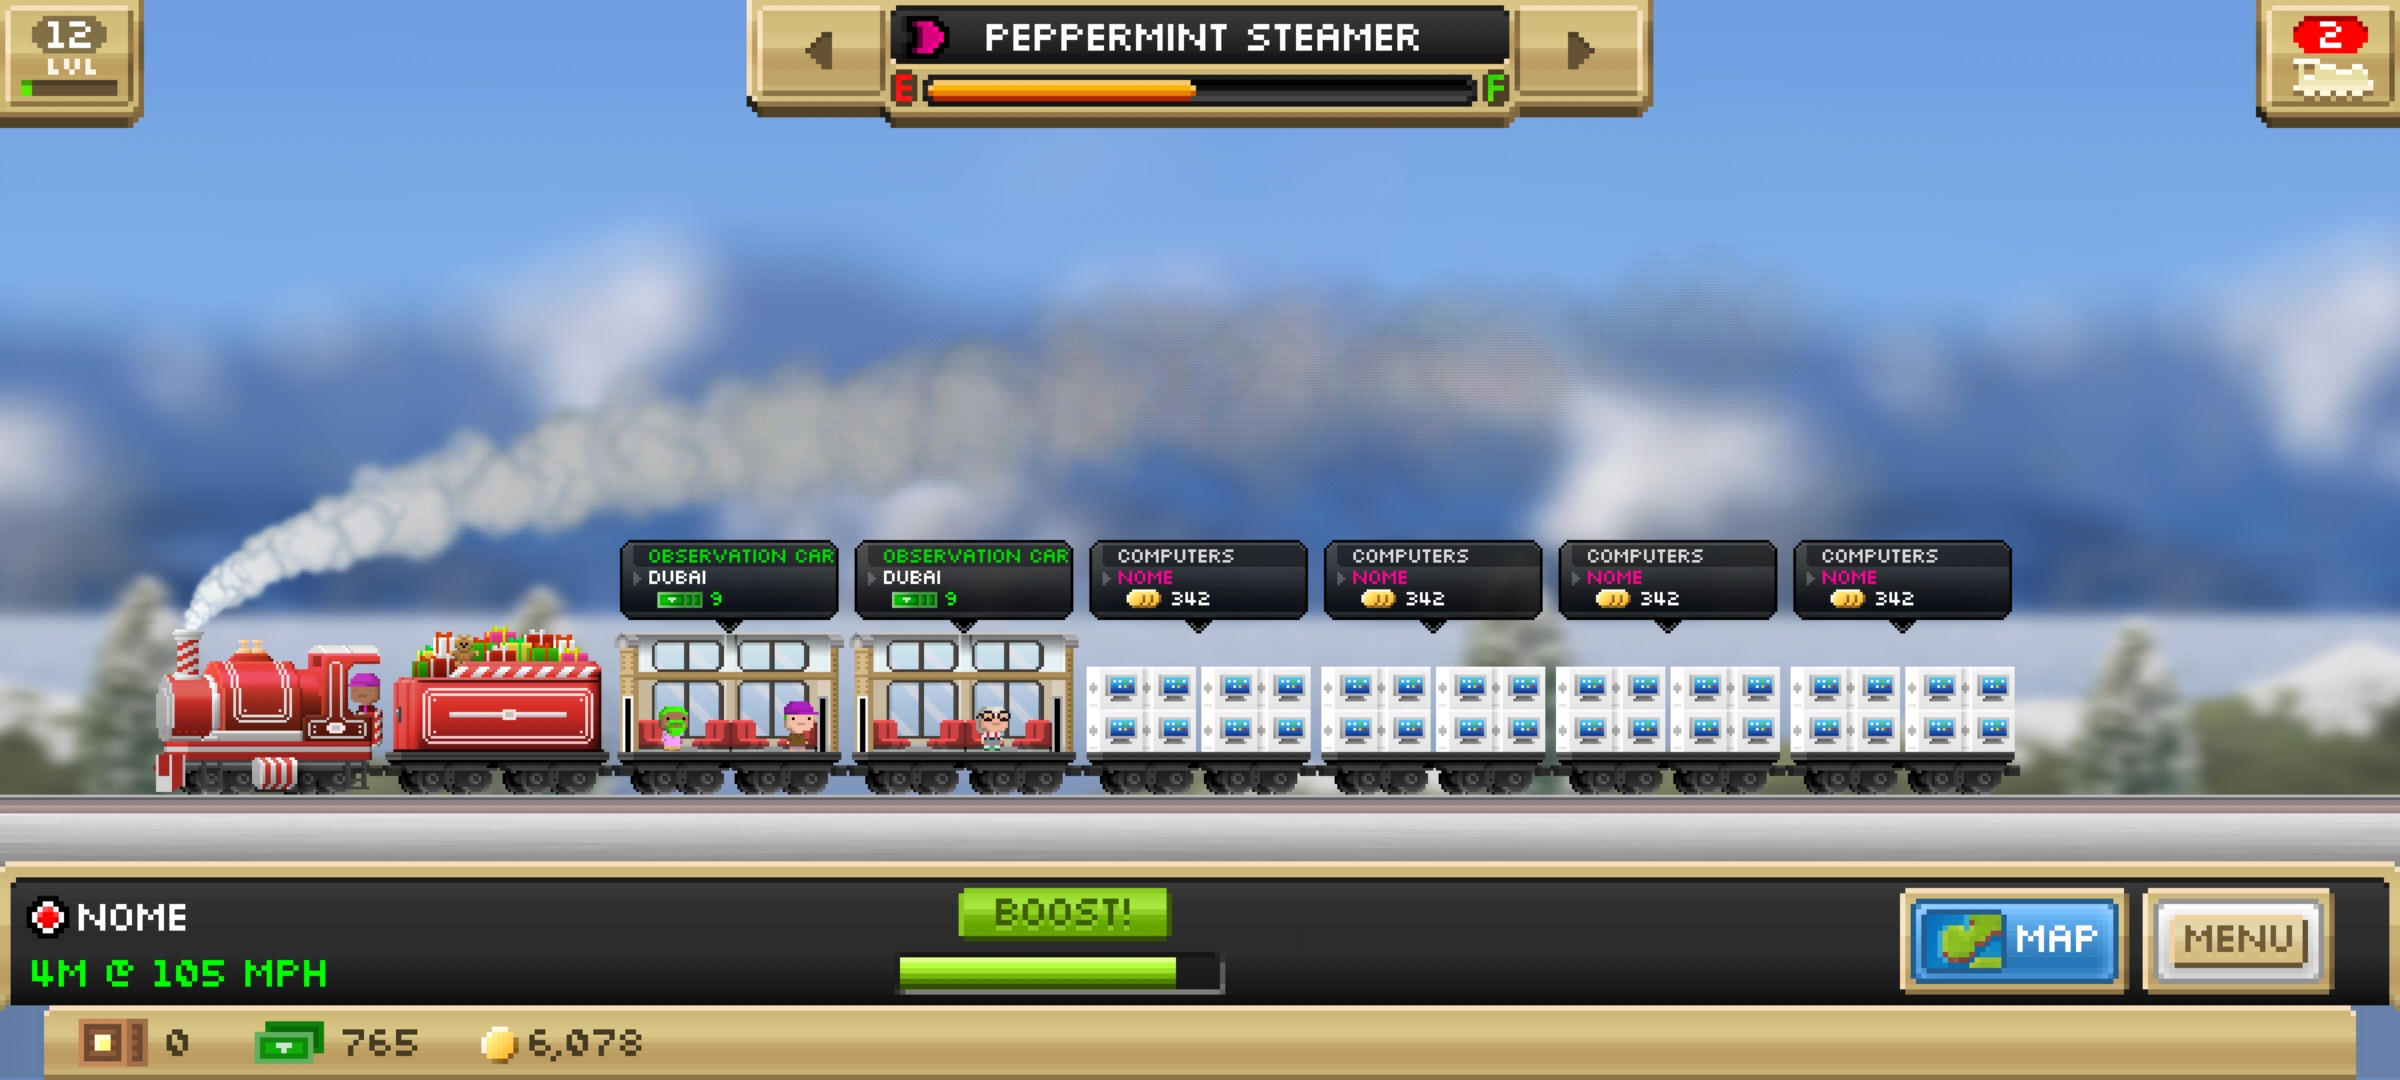 12
LVL
PEPPERMINT STEAMER
E F
2
OBSERVATION CAR
DUBAI
9
OBSERVATION CAR
DUBAI
9
COMPUTERS
NOME
342
COMPUTERS
NOME
342
COMPUTERS
NOME
342
COMPUTERS
NOME
342
NOME
4M @ 105 MPH
BOOST!
MAP
MENU
0 765 6,078